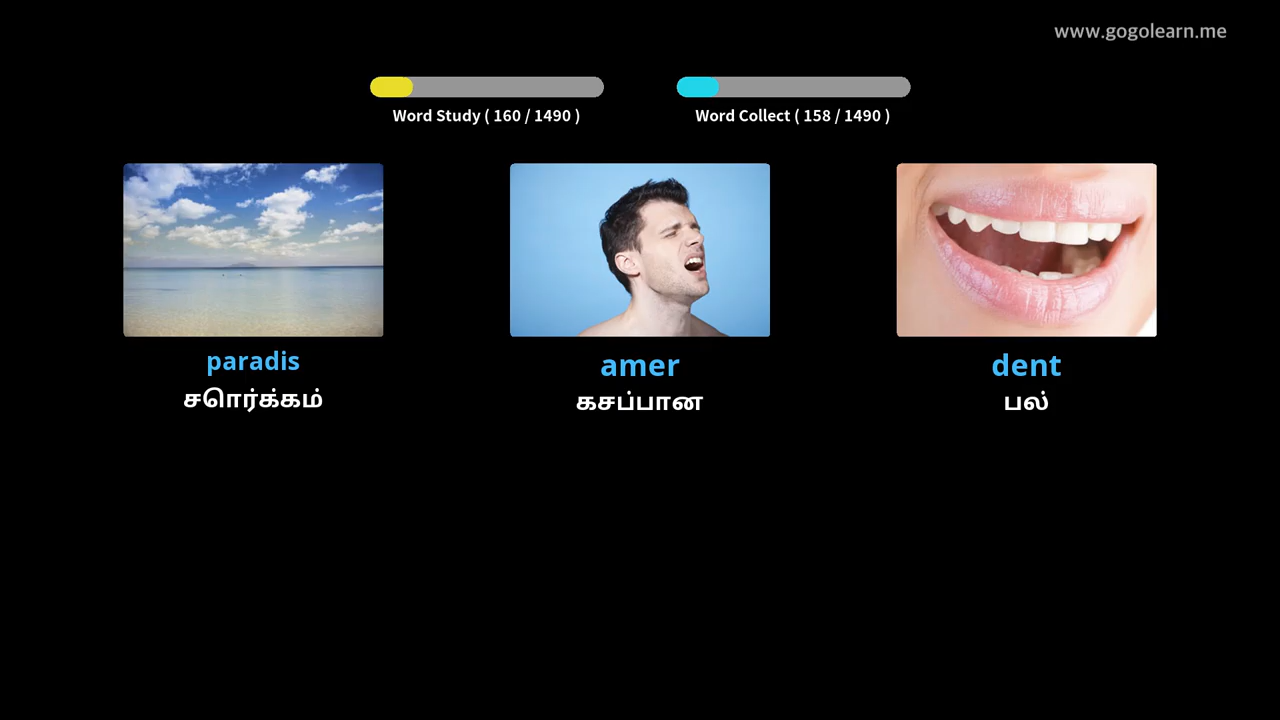 www.gogolearn.me
Word Study ( 160 / 1490 )
Word Collect ( 158 / 1490 )
paradis
சொர்க்கம்
amer
கசப்பான
dent
பல்